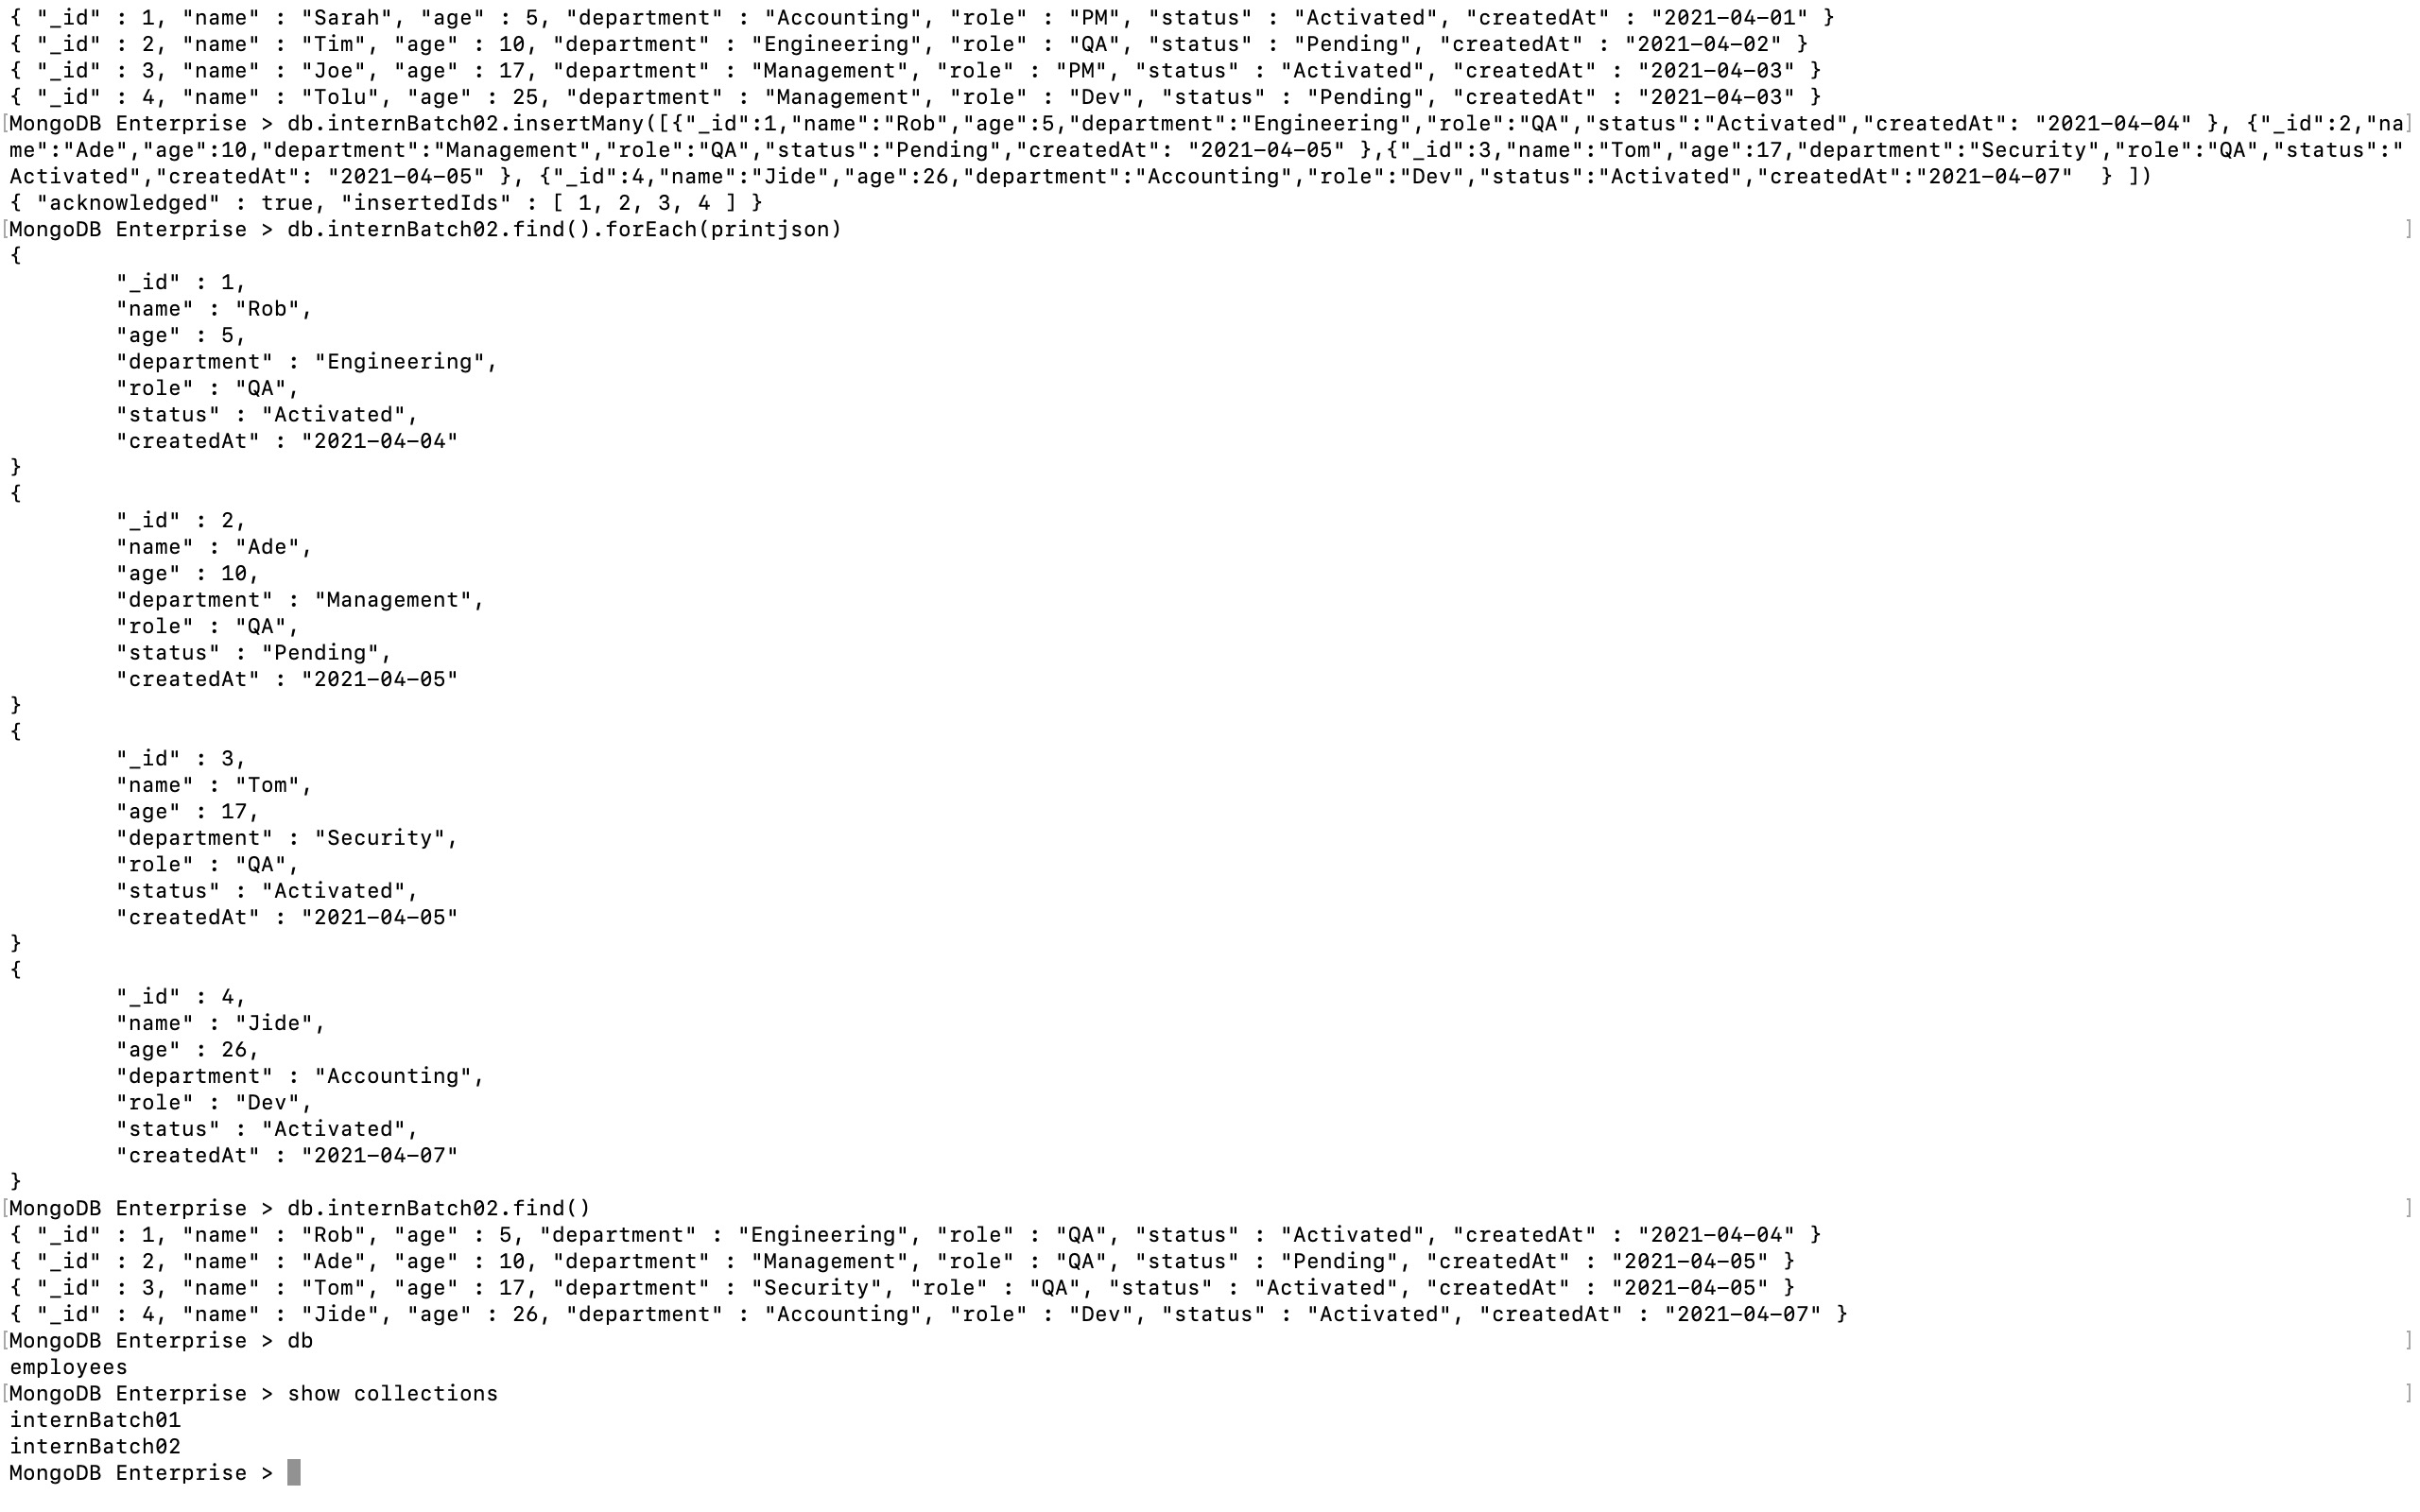 { "_id" : 1, "name" : "Sarah", "age" : 5, "department" : "Accounting", "role" : "PM", "status" : "Activated", "createdAt" : "2021-04-01" }
{ "_id" : 2, "name" : "Tim", "age" : 10, "department" : "Engineering", "role" : "QA", "status" : "Pending", "createdAt" : "2021-04-02" }
{ "_id" : 3, "name" : "Joe", "age" : 17, "department" : "Management", "role" : "PM", "status" : "Activated", "createdAt" : "2021-04-03" }
{ "_id" : 4, "name" : "Tolu", "age" : 25, "department" : "Management", "role" : "Dev", "status" : "Pending", "createdAt" : "2021-04-03" }
[MongoDB Enterprise > db.internBatch02.insertMany([{"_id":1,"name":"Rob","age":5,"department":"Engineering","role":"QA","status":"Activated","createdAt": "2021-04-04" }, {"_id":2,"na]
me":"Ade","age":10,"department":"Management","role":"QA","status":"Pending","createdAt": "2021-04-05" },{"_id":3,"name":"Tom","age":17,"department":"Security","role":"QA","status":"
Activated","createdAt": "2021-04-05" }, {"_id":4,"name":"Jide","age":26,"department":"Accounting","role":"Dev","status":"Activated","createdAt":"2021-04-07"  } ])
{ "acknowledged" : true, "insertedIds" : [ 1, 2, 3, 4 ] }
[MongoDB Enterprise > db.internBatch02.find().forEach(printjson) ]
{
"_id" : 1,
"name" : "Rob",
"age" : 5,
"department" : "Engineering",
"role" : "QA",
"status" : "Activated",
"createdAt" : "2021-04-04"
}
{
"_id" : 2,
"name" : "Ade",
"age" : 10,
"department" : "Management",
"role" : "QA",
"status" : "Pending",
"createdAt" : "2021-04-05"
}
{
"_id" : 3,
"name" : "Tom",
"age" : 17,
"department" : "Security",
"role" : "QA",
"status" : "Activated",
"createdAt" : "2021-04-05"
}
{
"_id" : 4,
"name" : "Jide",
"age" : 26,
"department" : "Accounting",
"role" : "Dev",
"status" : "Activated",
"createdAt" : "2021-04-07"
}
[MongoDB Enterprise > db.internBatch02.find() ]
{ "_id" : 1, "name" : "Rob", "age" : 5, "department" : "Engineering", "role" : "QA", "status" : "Activated", "createdAt" : "2021-04-04" }
{ "_id" : 2, "name" : "Ade", "age" : 10, "department" : "Management", "role" : "QA", "status" : "Pending", "createdAt" : "2021-04-05" }
{ "_id" : 3, "name" : "Tom", "age" : 17, "department" : "Security", "role" : "QA", "status" : "Activated", "createdAt" : "2021-04-05" }
{ "_id" : 4, "name" : "Jide", "age" : 26, "department" : "Accounting", "role" : "Dev", "status" : "Activated", "createdAt" : "2021-04-07" }
[MongoDB Enterprise > db ]
employees
[MongoDB Enterprise > show collections ]
internBatch01
internBatch02
MongoDB Enterprise >